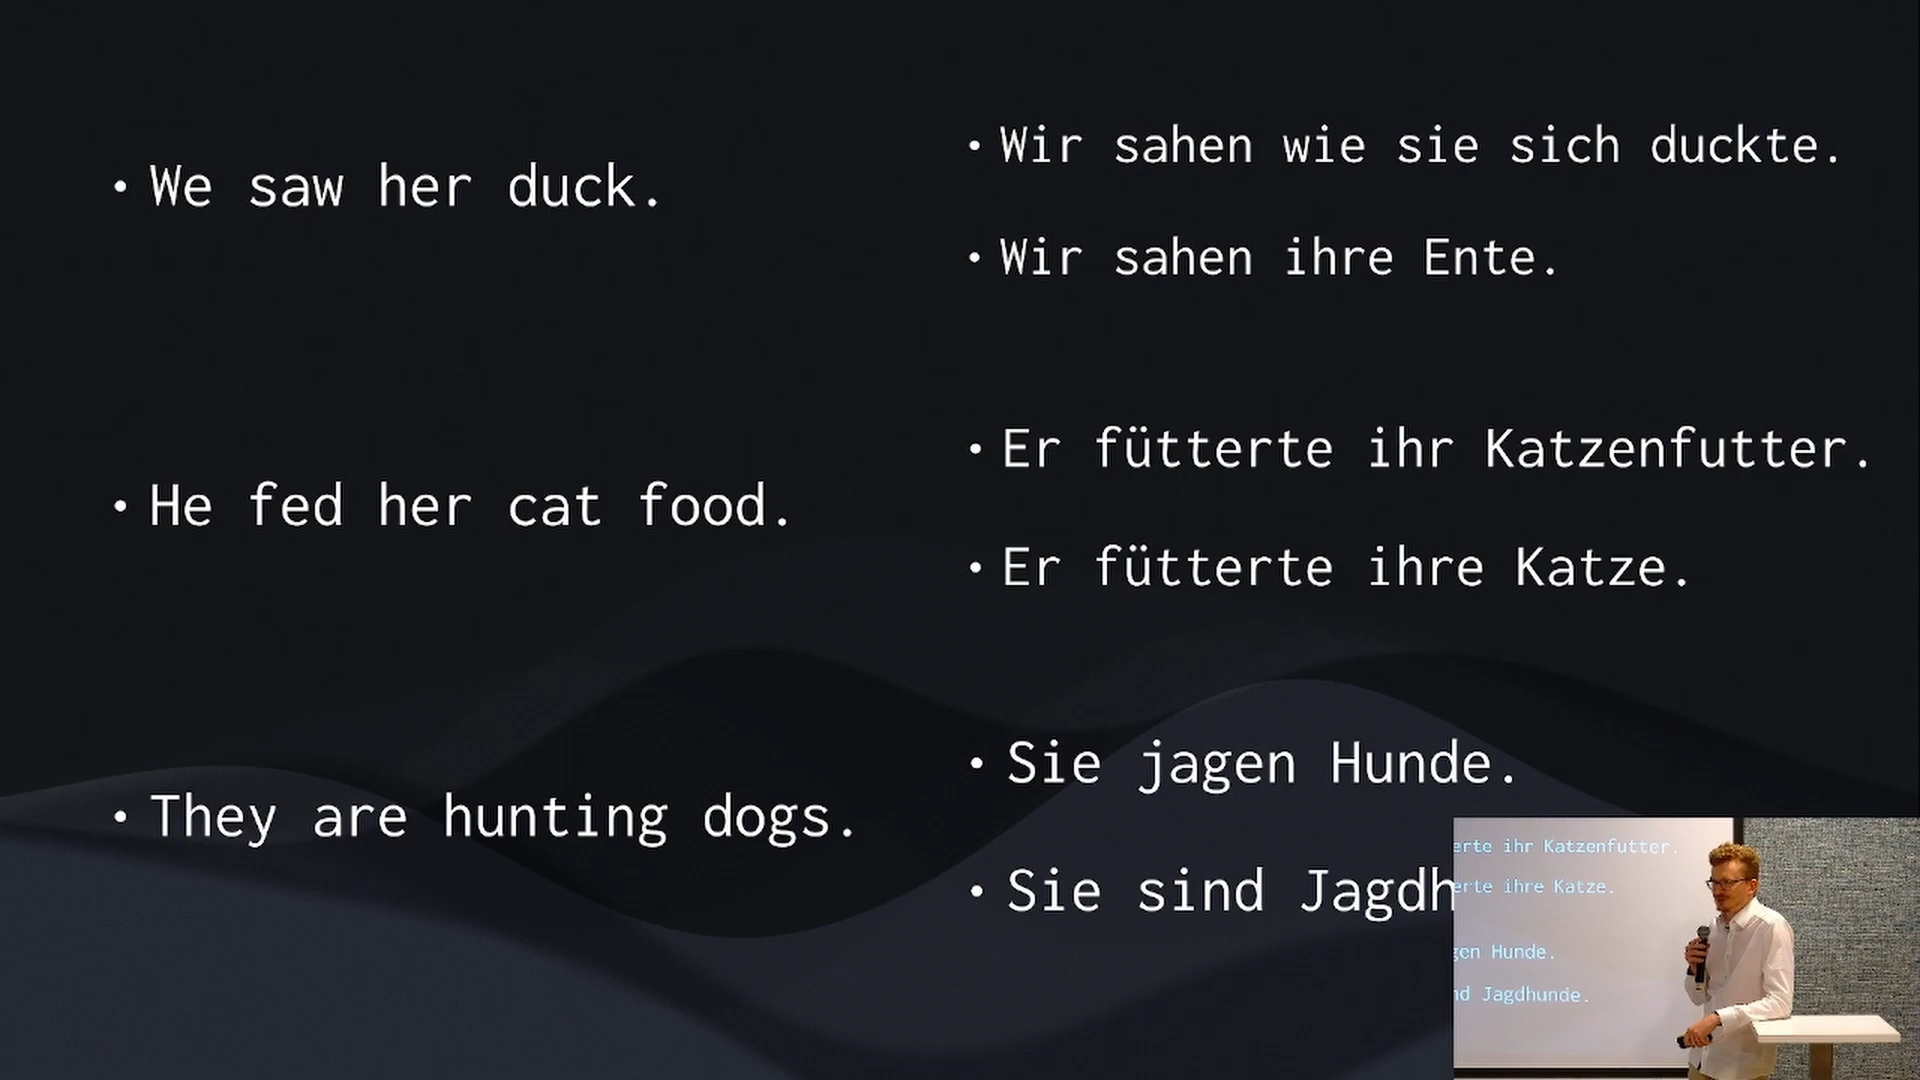 • We saw her duck.
• Wir sahen wie sie sich duckte.
• Wir sahen ihre Ente.
• He fed her cat food.
• Er fütterte ihr Katzenfutter.
• Er fütterte ihre Katze.
• They are hunting dogs.
• Sie jagen Hunde.
• Sie sind Jagdh
erte ihr Katzenfutter.
erte ihre Katze.
gen Hunde.
nd Jagdhunde.